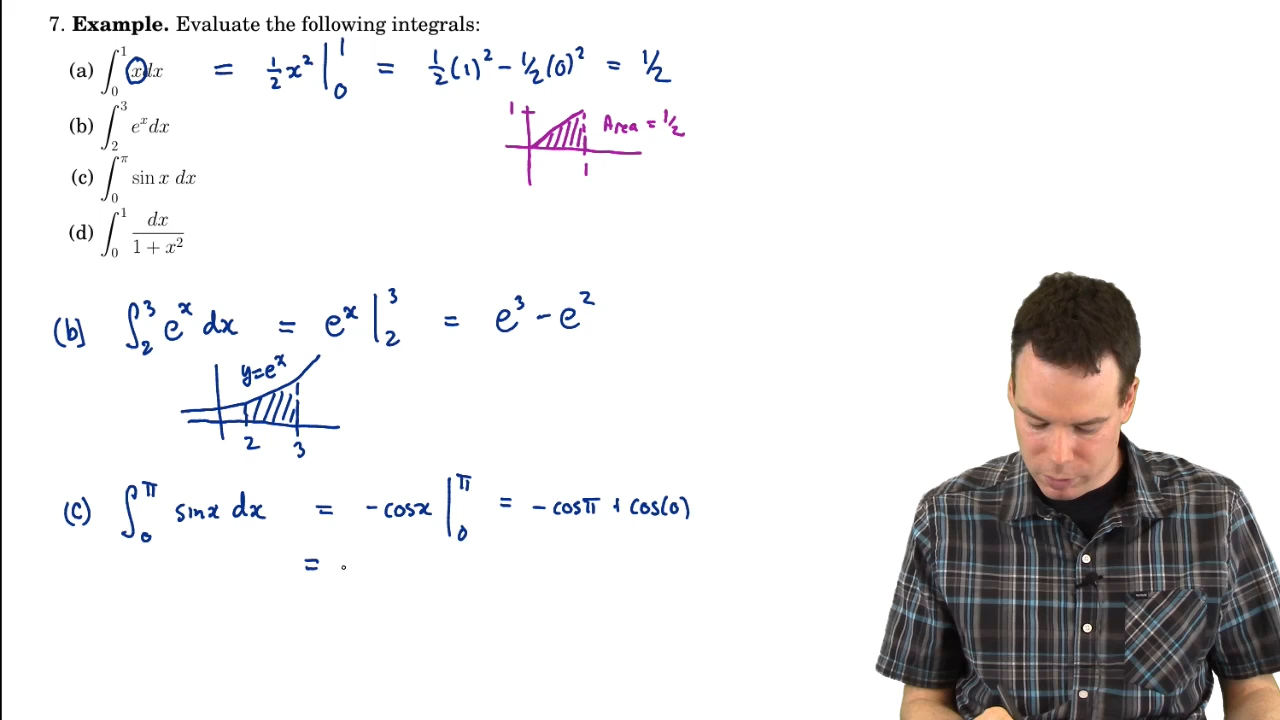 7. Example. Evaluate the following integrals:
(a) ∫₀¹ x dx = ½x² |₀¹ = ½(1)² − ½(0)² = ½
(b) ∫₂³ eˣ dx
1 Area = ½
1
(c) ∫₀^π sin x dx
(d) ∫₀¹ dx / (1 + x²)
(b) ∫₂³ eˣ dx = eˣ |₂³ = e³ − e²
y=eˣ
2 3
(c) ∫₀^π sinx dx = −cosx |₀^π = −cosπ + cos(0)
=